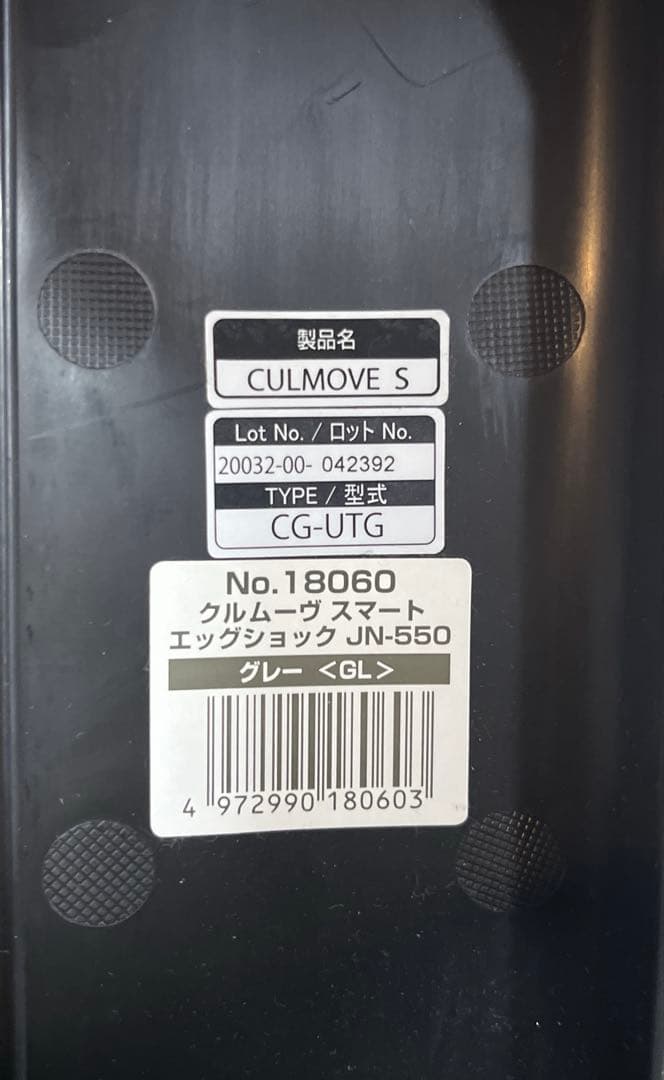 製品名
CULMOVE S
Lot No. / ロット No.
20032-00- 042392
TYPE / 型式
CG-UTG
No.18060
クルムーヴ スマート
エッグショック JN-550
グレー <GL>
4 972990 180603